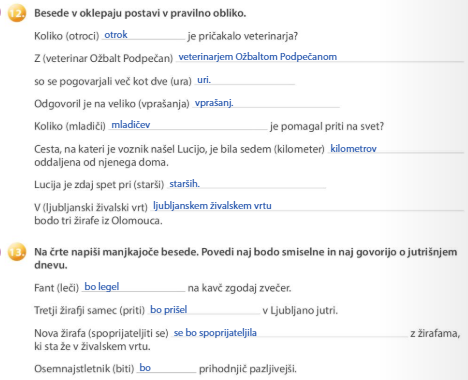 12. Besede v oklepaju postavi v pravilno obliko.
Koliko (otroci) otrok je pričakalo veterinarja?
Z (veterinar Ožbalt Podpečan) veterinarjem Ožbaltom Podpečanom
so se pogovarjali več kot dve (ura) uri.
Odgovoril je na veliko (vprašanja) vprašanj.
Koliko (mladiči) mladičev je pomagal priti na svet?
Cesta, na kateri je voznik našel Lucijo, je bila sedem (kilometer) kilometrov
oddaljena od njenega doma.
Lucija je zdaj spet pri (starši) starših.
V (ljubljanski živalski vrt) ljubljanskem živalskem vrtu
bodo tri žirafe iz Olomouca.
13. Na črte napiši manjkajoče besede. Povedi naj bodo smiselne in naj govorijo o jutrišnjem
dnevu.
Fant (leči) bo legel na kavč zgodaj zvečer.
Tretji žirafji samec (priti) bo prišel v Ljubljano jutri.
Nova žirafa (spoprijateljiti se) se bo spoprijateljila z žirafama,
ki sta že v živalskem vrtu.
Osemnajstletnik (biti) bo prihodnjič pazljivejši.